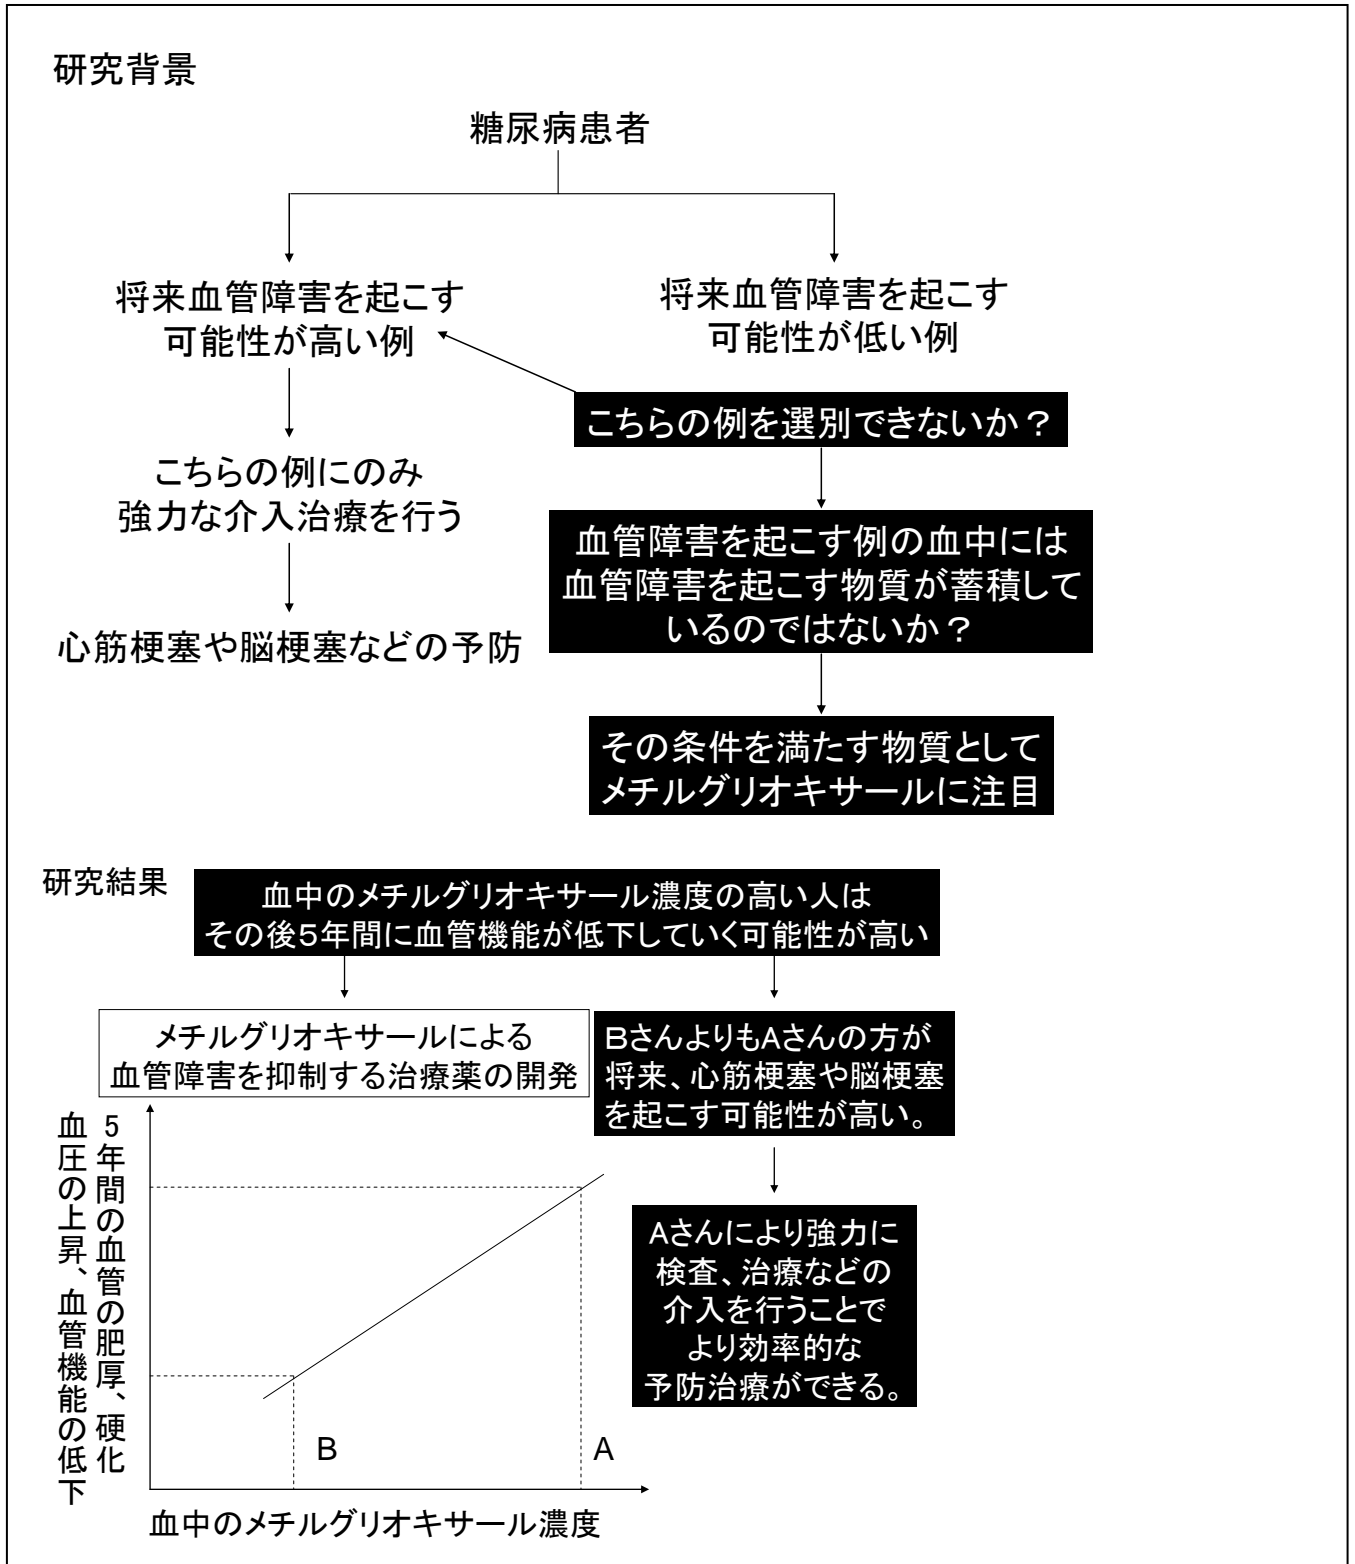 研究背景
糖尿病患者
将来血管障害を起こす
可能性が高い例
将来血管障害を起こす
可能性が低い例
こちらの例を選別できないか？
こちらの例にのみ
強力な介入治療を行う
血管障害を起こす例の血中には
血管障害を起こす物質が蓄積して
いるのではないか？
心筋梗塞や脳梗塞などの予防
その条件を満たす物質として
メチルグリオキサールに注目
研究結果
血中のメチルグリオキサール濃度の高い人は
その後５年間に血管機能が低下していく可能性が高い
メチルグリオキサールによる
血管障害を抑制する治療薬の開発
BさんよりもAさんの方が
将来、心筋梗塞や脳梗塞
を起こす可能性が高い。
Aさんにより強力に
検査、治療などの
介入を行うことで
より効率的な
予防治療ができる。
５年間の血管の肥厚、硬化
血圧の上昇、血管機能の低下
B
A
血中のメチルグリオキサール濃度